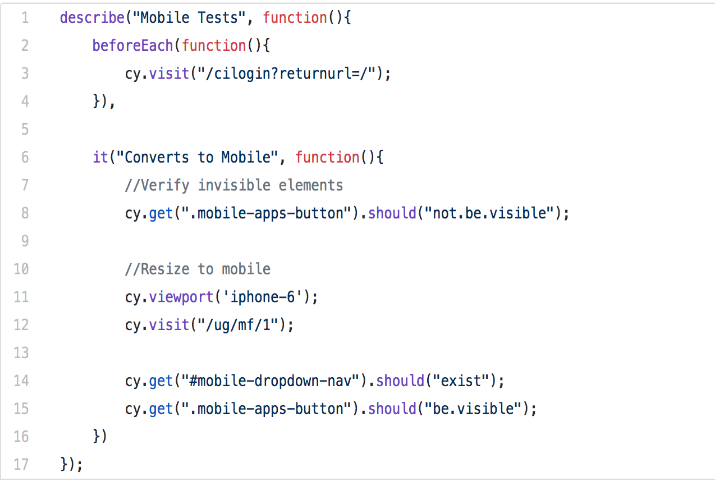 1 describe("Mobile Tests", function(){
2 beforeEach(function(){
3 cy.visit("/cilogin?returnurl=/");
4 }),
5
6 it("Converts to Mobile", function(){
7 //Verify invisible elements
8 cy.get(".mobile-apps-button").should("not.be.visible");
9
10 //Resize to mobile
11 cy.viewport('iphone-6');
12 cy.visit("/ug/mf/1");
13
14 cy.get("#mobile-dropdown-nav").should("exist");
15 cy.get(".mobile-apps-button").should("be.visible");
16 })
17 });